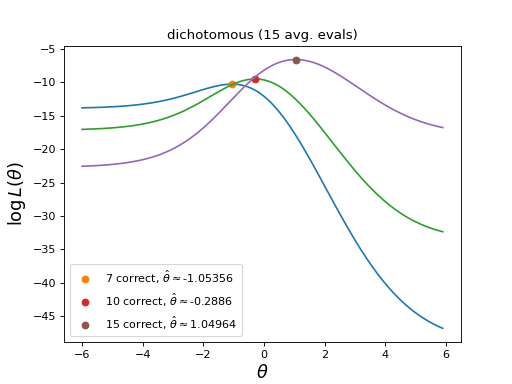 dichotomous (15 avg. evals)
−5
−10
−15
−20
−25
−30
−35
−40
−45
log L(θ)
7 correct, θ̂ ≈ -1.05356
10 correct, θ̂ ≈ -0.2886
15 correct, θ̂ ≈ 1.04964
−6 −4 −2 0 2 4 6
θ